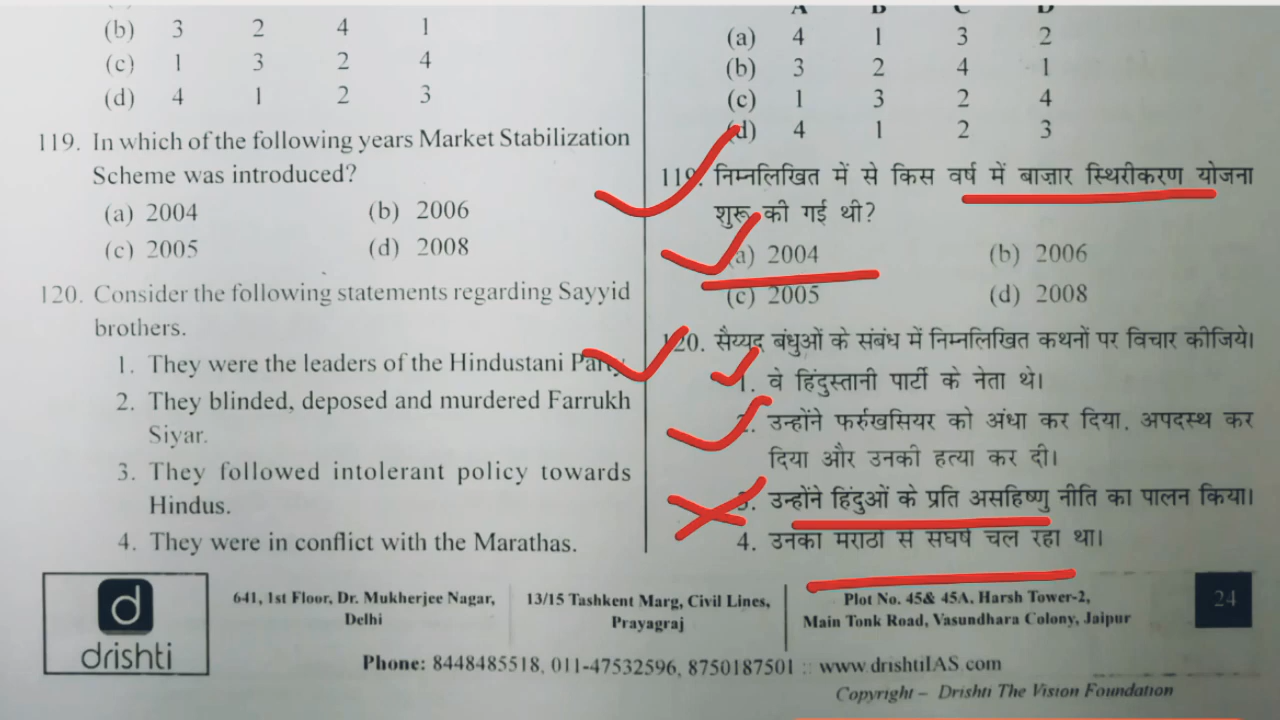 (b) 3 2 4 1
(c) 1 3 2 4
(d) 4 1 2 3
119. In which of the following years Market Stabilization
Scheme was introduced?
(a) 2004 (b) 2006
(c) 2005 (d) 2008
120. Consider the following statements regarding Sayyid
brothers.
1. They were the leaders of the Hindustani Party.
2. They blinded, deposed and murdered Farrukh
Siyar.
3. They followed intolerant policy towards
Hindus.
4. They were in conflict with the Marathas.
A B C D
(a) 4 1 3 2
(b) 3 2 4 1
(c) 1 3 2 4
(d) 4 1 2 3
119. निम्नलिखित में से किस वर्ष में बाज़ार स्थिरीकरण योजना
शुरू की गई थी?
(a) 2004 (b) 2006
(c) 2005 (d) 2008
120. सैय्यद बंधुओं के संबंध में निम्नलिखित कथनों पर विचार कीजिये।
1. वे हिंदुस्तानी पार्टी के नेता थे।
2. उन्होंने फर्रुखसियर को अंधा कर दिया, अपदस्थ कर
दिया और उनकी हत्या कर दी।
3. उन्होंने हिंदुओं के प्रति असहिष्णु नीति का पालन किया।
4. उनका मराठों से संघर्ष चल रहा था।
d
drishti
641, 1st Floor, Dr. Mukherjee Nagar,
Delhi
13/15 Tashkent Marg, Civil Lines,
Prayagraj
Plot No. 45& 45A, Harsh Tower-2,
Main Tonk Road, Vasundhara Colony, Jaipur
24
Phone: 8448485518, 011-47532596, 8750187501 :: www.drishtiIAS.com
Copyright – Drishti The Vision Foundation